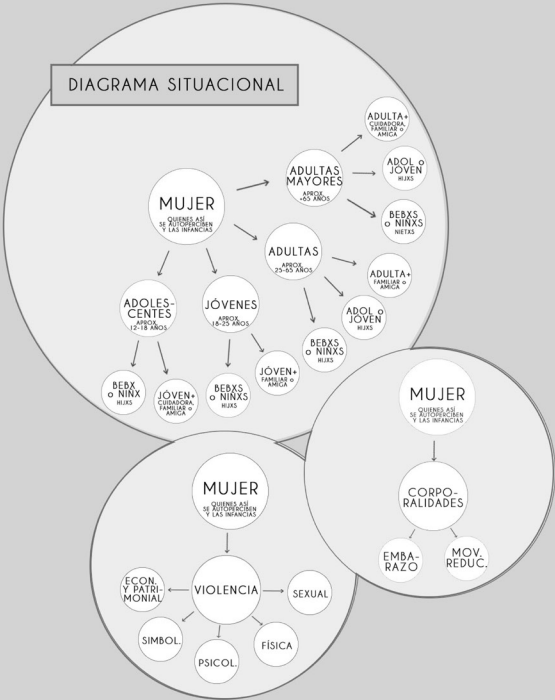 DIAGRAMA SITUACIONAL
MUJER
QUIENES ASÍ
SE AUTOPERCIBEN
Y LAS INFANCIAS
ADULTAS
MAYORES
APROX.
+65 AÑOS
ADULTA+
CUIDADORA,
FAMILIAR o
AMIGA
ADOL o
JOVEN
HIJXS
BEBXS
o NIÑXS
NIETXS
ADULTAS
APROX.
25-65 AÑOS
ADULTA+
FAMILIAR o
AMIGA
ADOL o
JOVEN
HIJXS
BEBXS
o NIÑXS
HIJXS
ADOLES-
CENTES
APROX.
12-18 AÑOS
BEBX
o NIÑX
HIJXS
JÓVEN+
CUIDADORA,
FAMILIAR o
AMIGA
JÓVENES
APROX.
18-25 AÑOS
BEBXS
o NIÑXS
HIJXS
JÓVEN+
FAMILIAR o
AMIGA
MUJER
QUIENES ASÍ
SE AUTOPERCIBEN
Y LAS INFANCIAS
CORPO-
RALIDADES
EMBA-
RAZO
MOV.
REDUC.
MUJER
QUIENES ASÍ
SE AUTOPERCIBEN
Y LAS INFANCIAS
VIOLENCIA
ECON.
Y PATRI-
MONIAL
SIMBOL.
PSICOL.
FÍSICA
SEXUAL